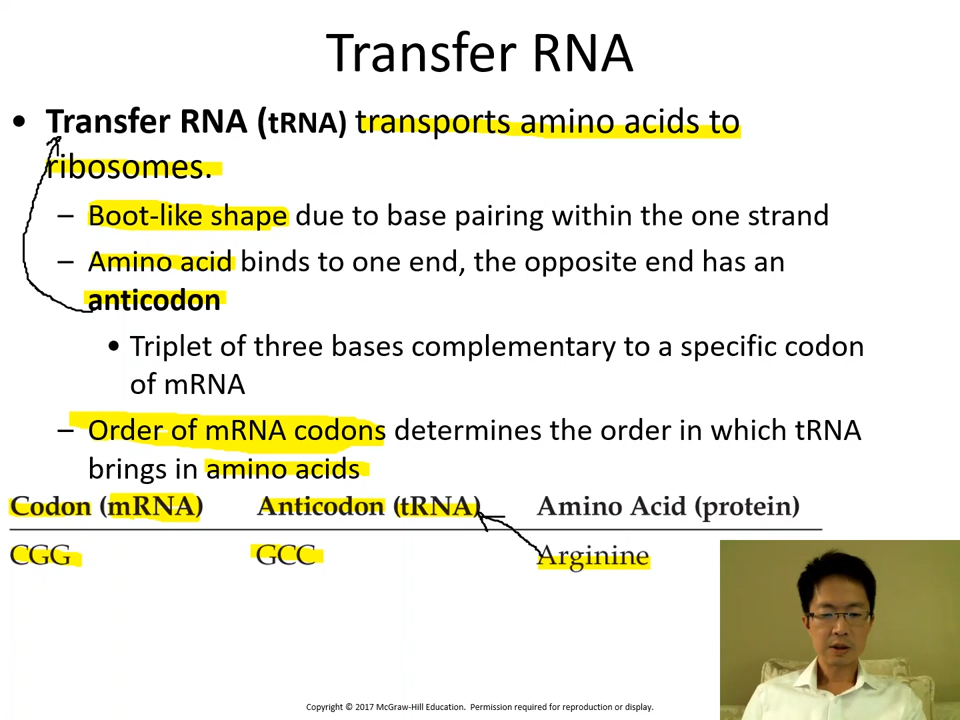 Transfer RNA
• Transfer RNA (tRNA) transports amino acids to
ribosomes.
– Boot-like shape due to base pairing within the one strand
– Amino acid binds to one end, the opposite end has an
anticodon
• Triplet of three bases complementary to a specific codon
of mRNA
– Order of mRNA codons determines the order in which tRNA
brings in amino acids
Codon (mRNA) Anticodon (tRNA) Amino Acid (protein)
CGG GCC Arginine
Copyright © 2017 McGraw-Hill Education. Permission required for reproduction or display.